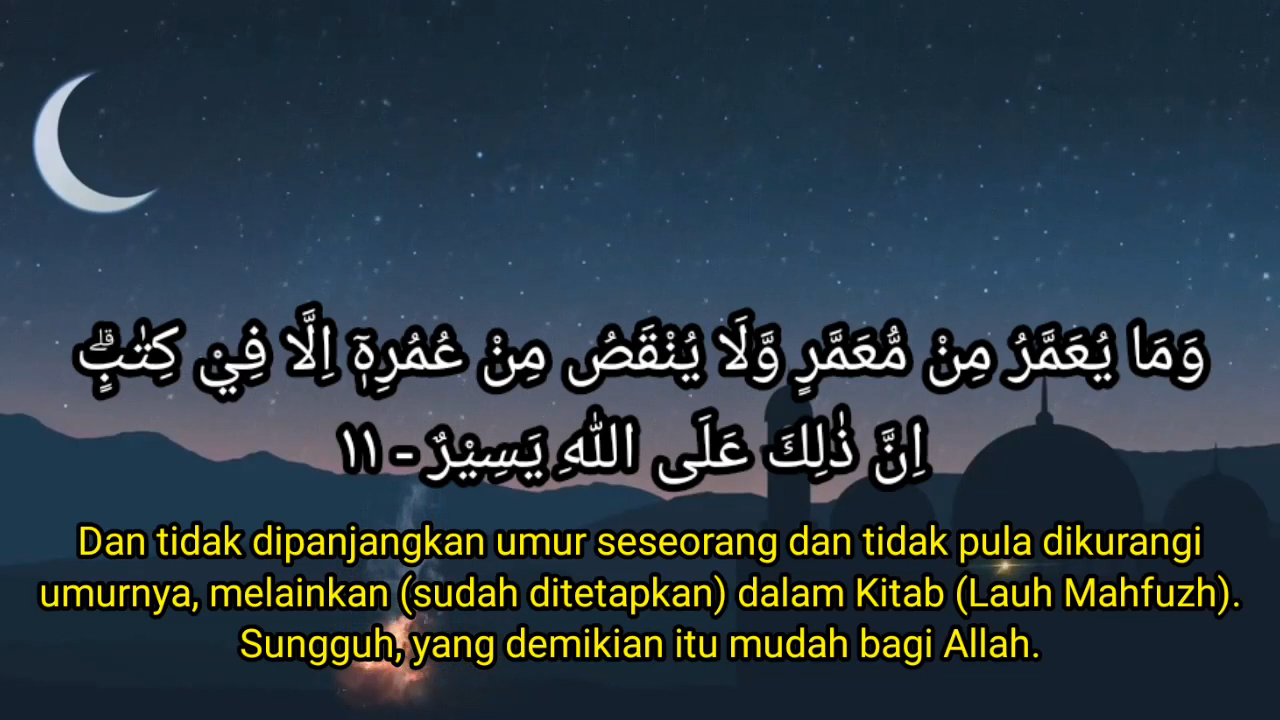 وَمَا يُعَمَّرُ مِنْ مُّعَمَّرٍ وَّلَا يُنْقَصُ مِنْ عُمُرِهٖٓ اِلَّا فِيْ كِتٰبٍۗ
اِنَّ ذٰلِكَ عَلَى اللّٰهِ يَسِيْرٌ - ١١
Dan tidak dipanjangkan umur seseorang dan tidak pula dikurangi
umurnya, melainkan (sudah ditetapkan) dalam Kitab (Lauh Mahfuzh).
Sungguh, yang demikian itu mudah bagi Allah.